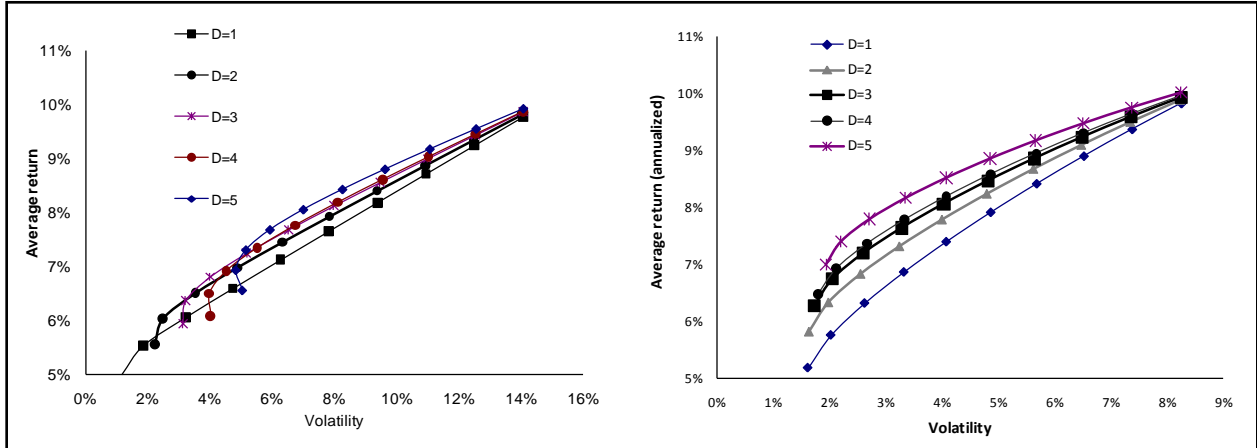 D=1
D=2
D=3
D=4
D=5
Average return
11%
10%
9%
8%
7%
6%
5%
0%
2%
4%
6%
8%
10%
12%
14%
16%
Volatility
D=1
D=2
D=3
D=4
D=5
Average return (annualized)
11%
10%
9%
8%
7%
6%
5%
0%
1%
2%
3%
4%
5%
6%
7%
8%
9%
Volatility